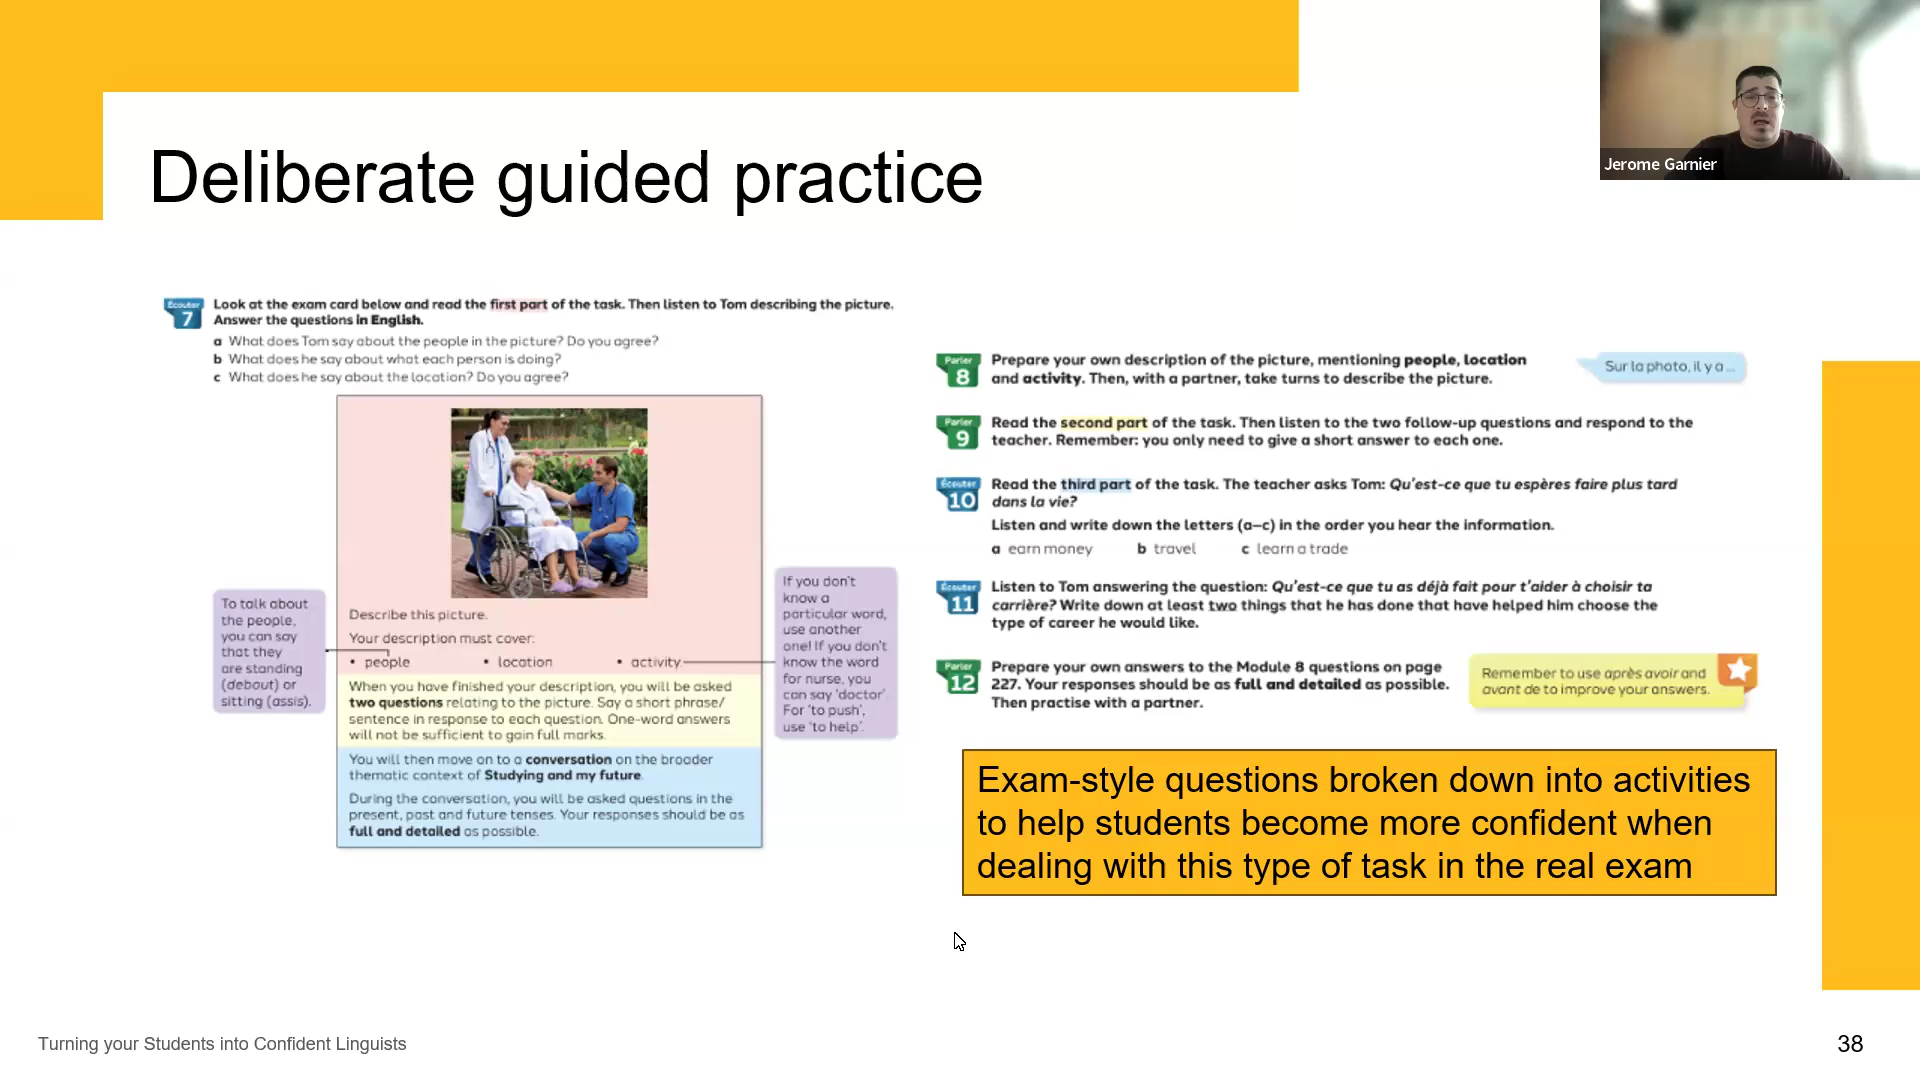 Jerome Garnier
Deliberate guided practice
Écouter
7
Look at the exam card below and read the first part of the task. Then listen to Tom describing the picture.
Answer the questions in English.
a What does Tom say about the people in the picture? Do you agree?
b What does he say about what each person is doing?
c What does he say about the location? Do you agree?
To talk about
the people,
you can say
that they
are standing
(debout) or
sitting (assis).
Describe this picture.
Your description must cover:
• people • location • activity
When you have finished your description, you will be asked
two questions relating to the picture. Say a short phrase/
sentence in response to each question. One-word answers
will not be sufficient to gain full marks.
You will then move on to a conversation on the broader
thematic context of Studying and my future.
During the conversation, you will be asked questions in the
present, past and future tenses. Your responses should be as
full and detailed as possible.
If you don't
know a
particular word,
use another
one! If you don't
know the word
for nurse, you
can say 'doctor'.
For 'to push',
use 'to help'.
Parler
8
Prepare your own description of the picture, mentioning people, location
and activity. Then, with a partner, take turns to describe the picture.
Sur la photo, il y a ...
Parler
9
Read the second part of the task. Then listen to the two follow-up questions and respond to the
teacher. Remember: you only need to give a short answer to each one.
Écouter
10
Read the third part of the task. The teacher asks Tom: Qu'est-ce que tu espères faire plus tard
dans la vie?
Listen and write down the letters (a–c) in the order you hear the information.
a earn money b travel c learn a trade
Écouter
11
Listen to Tom answering the question: Qu'est-ce que tu as déjà fait pour t'aider à choisir ta
carrière? Write down at least two things that he has done that have helped him choose the
type of career he would like.
Parler
12
Prepare your own answers to the Module 8 questions on page
227. Your responses should be as full and detailed as possible.
Then practise with a partner.
Remember to use après avoir and
avant de to improve your answers.
Exam-style questions broken down into activities
to help students become more confident when
dealing with this type of task in the real exam
Turning your Students into Confident Linguists
38